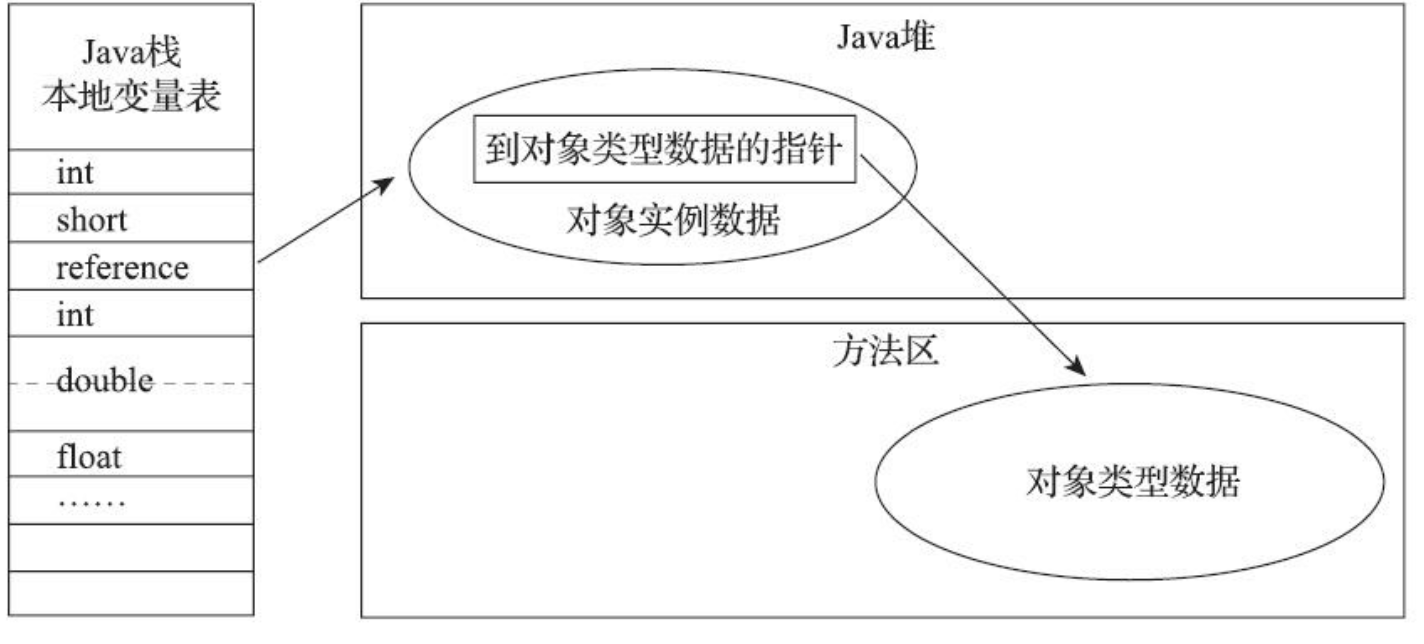 Java栈
本地变量表
int
short
reference
int
double
float
……
Java堆
到对象类型数据的指针
对象实例数据
方法区
对象类型数据